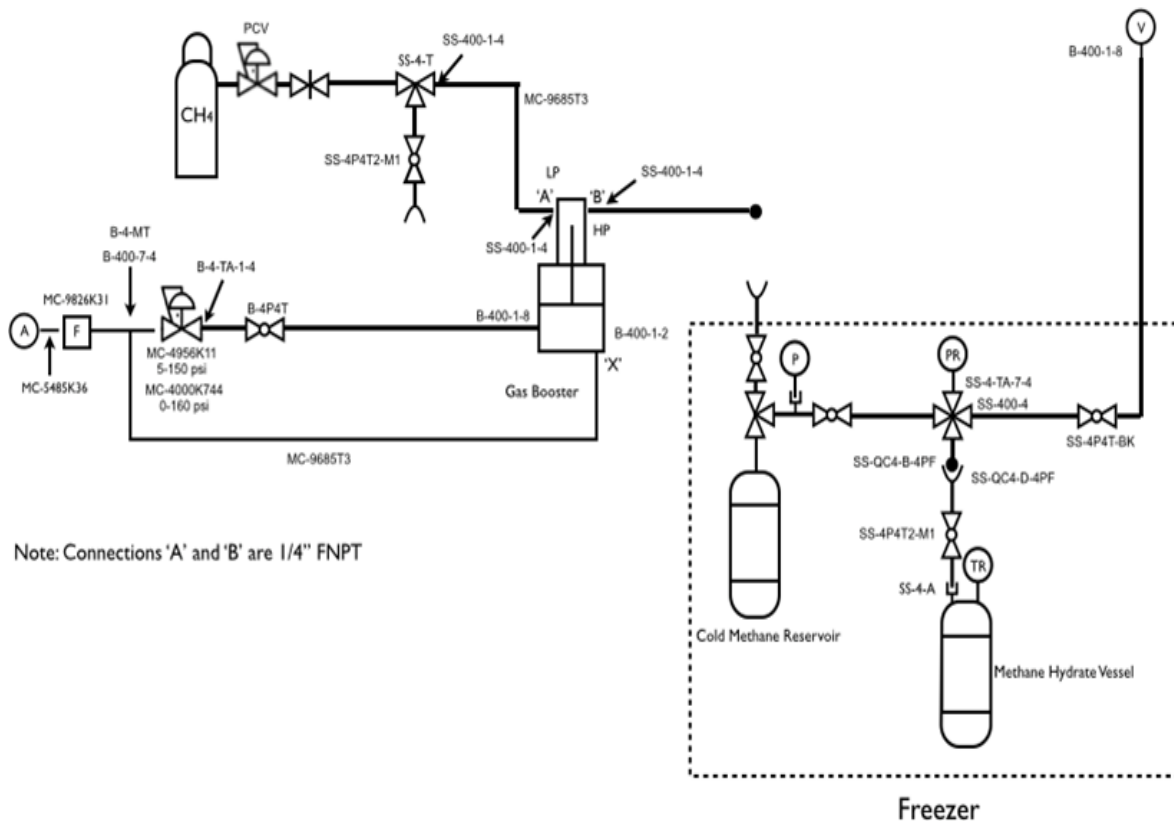 PCV
SS-400-1-4
V
B-400-1-8
SS-4-T
CH₄
MC-9685T3
SS-4P4T2-M1
LP
SS-400-1-4
'A'
'B'
HP
SS-400-1-4
B-4-MT
B-400-7-4
B-4-TA-1-4
MC-9826K31
B-4P4T
A
F
B-400-1-8
B-400-1-2
MC-4956K11
5-150 psi
MC-5485K36
MC-4000K744
0-160 psi
'X'
Gas Booster
MC-9685T3
P
PR
SS-4-TA-7-4
SS-400-4
SS-4P4T-BK
SS-QC4-B-4PF
SS-QC4-D-4PF
SS-4P4T2-M1
TR
SS-4-A
Note: Connections 'A' and 'B' are 1/4" FNPT
Cold Methane Reservoir
Methane Hydrate Vessel
Freezer